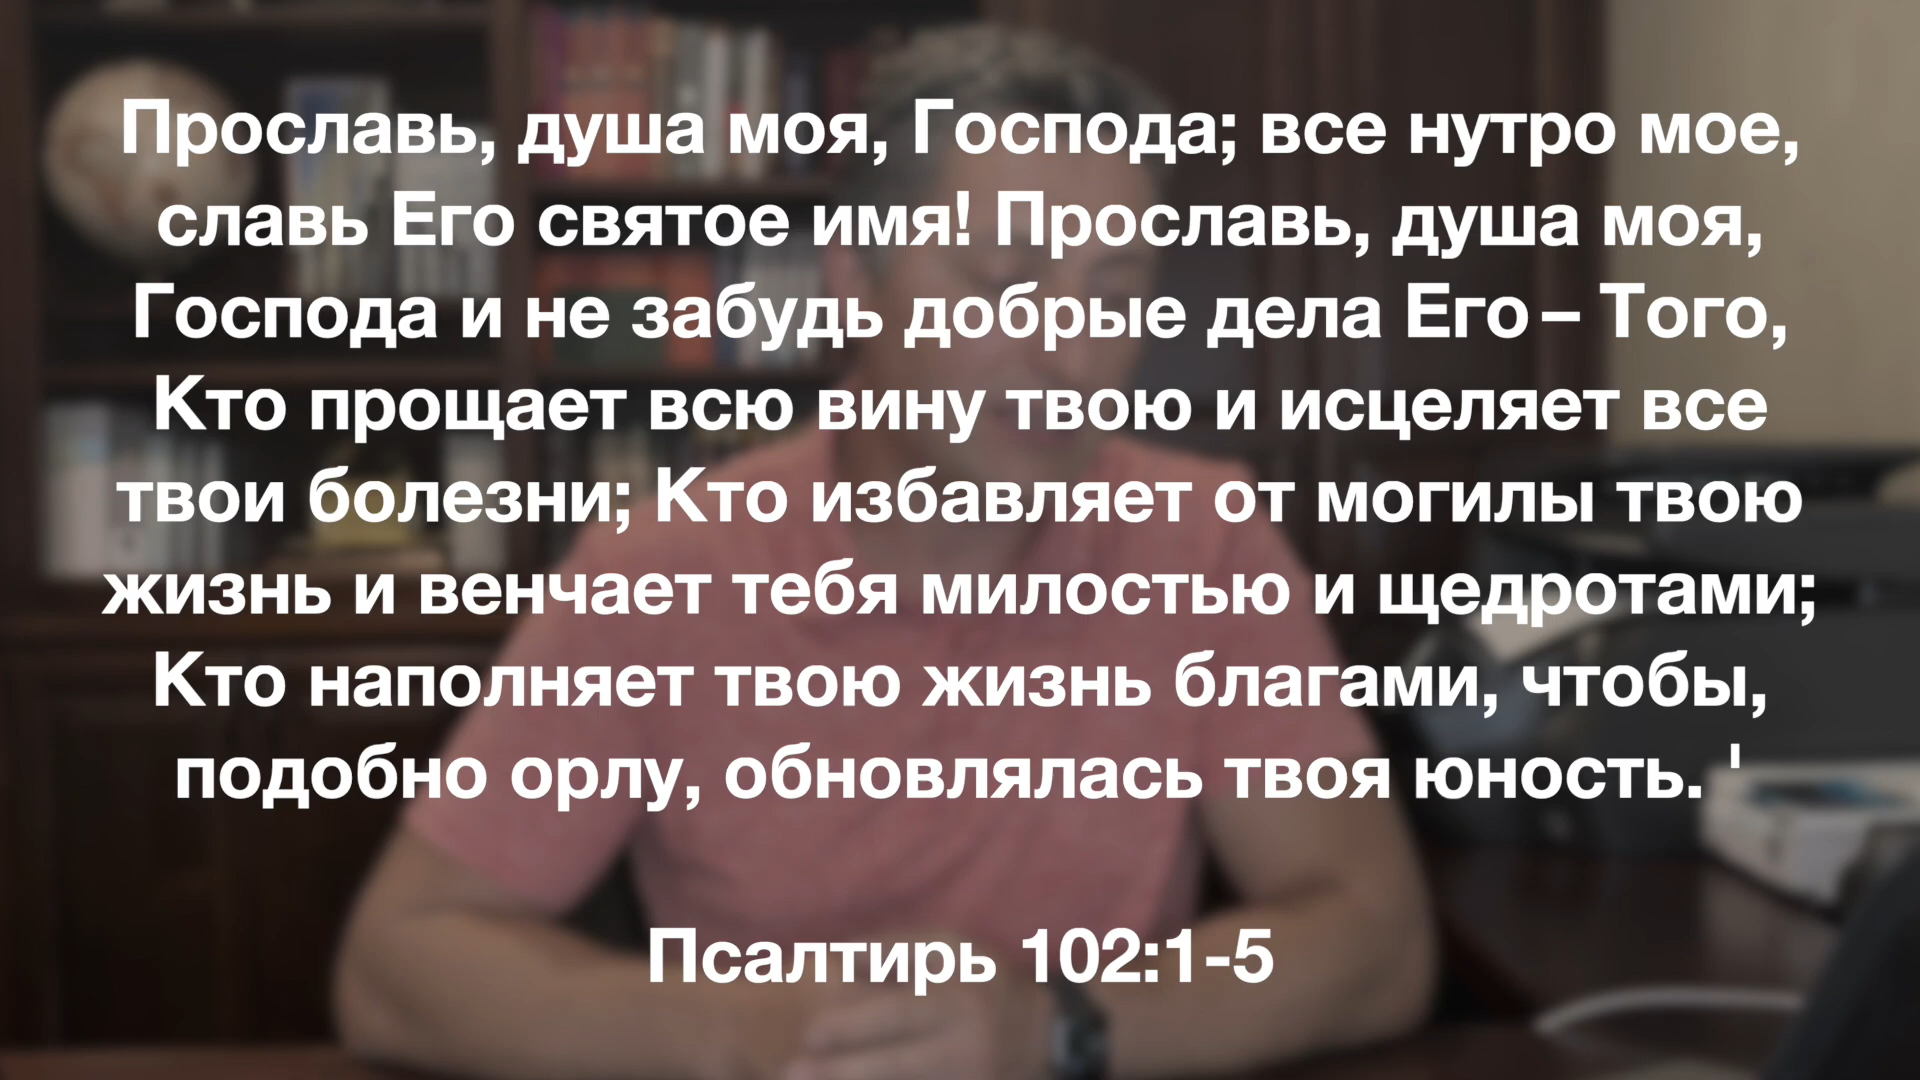 Прославь, душа моя, Господа; все нутро мое,
славь Его святое имя! Прославь, душа моя,
Господа и не забудь добрые дела Его – Того,
Кто прощает всю вину твою и исцеляет все
твои болезни; Кто избавляет от могилы твою
жизнь и венчает тебя милостью и щедротами;
Кто наполняет твою жизнь благами, чтобы,
подобно орлу, обновлялась твоя юность. '
Псалтирь 102:1-5